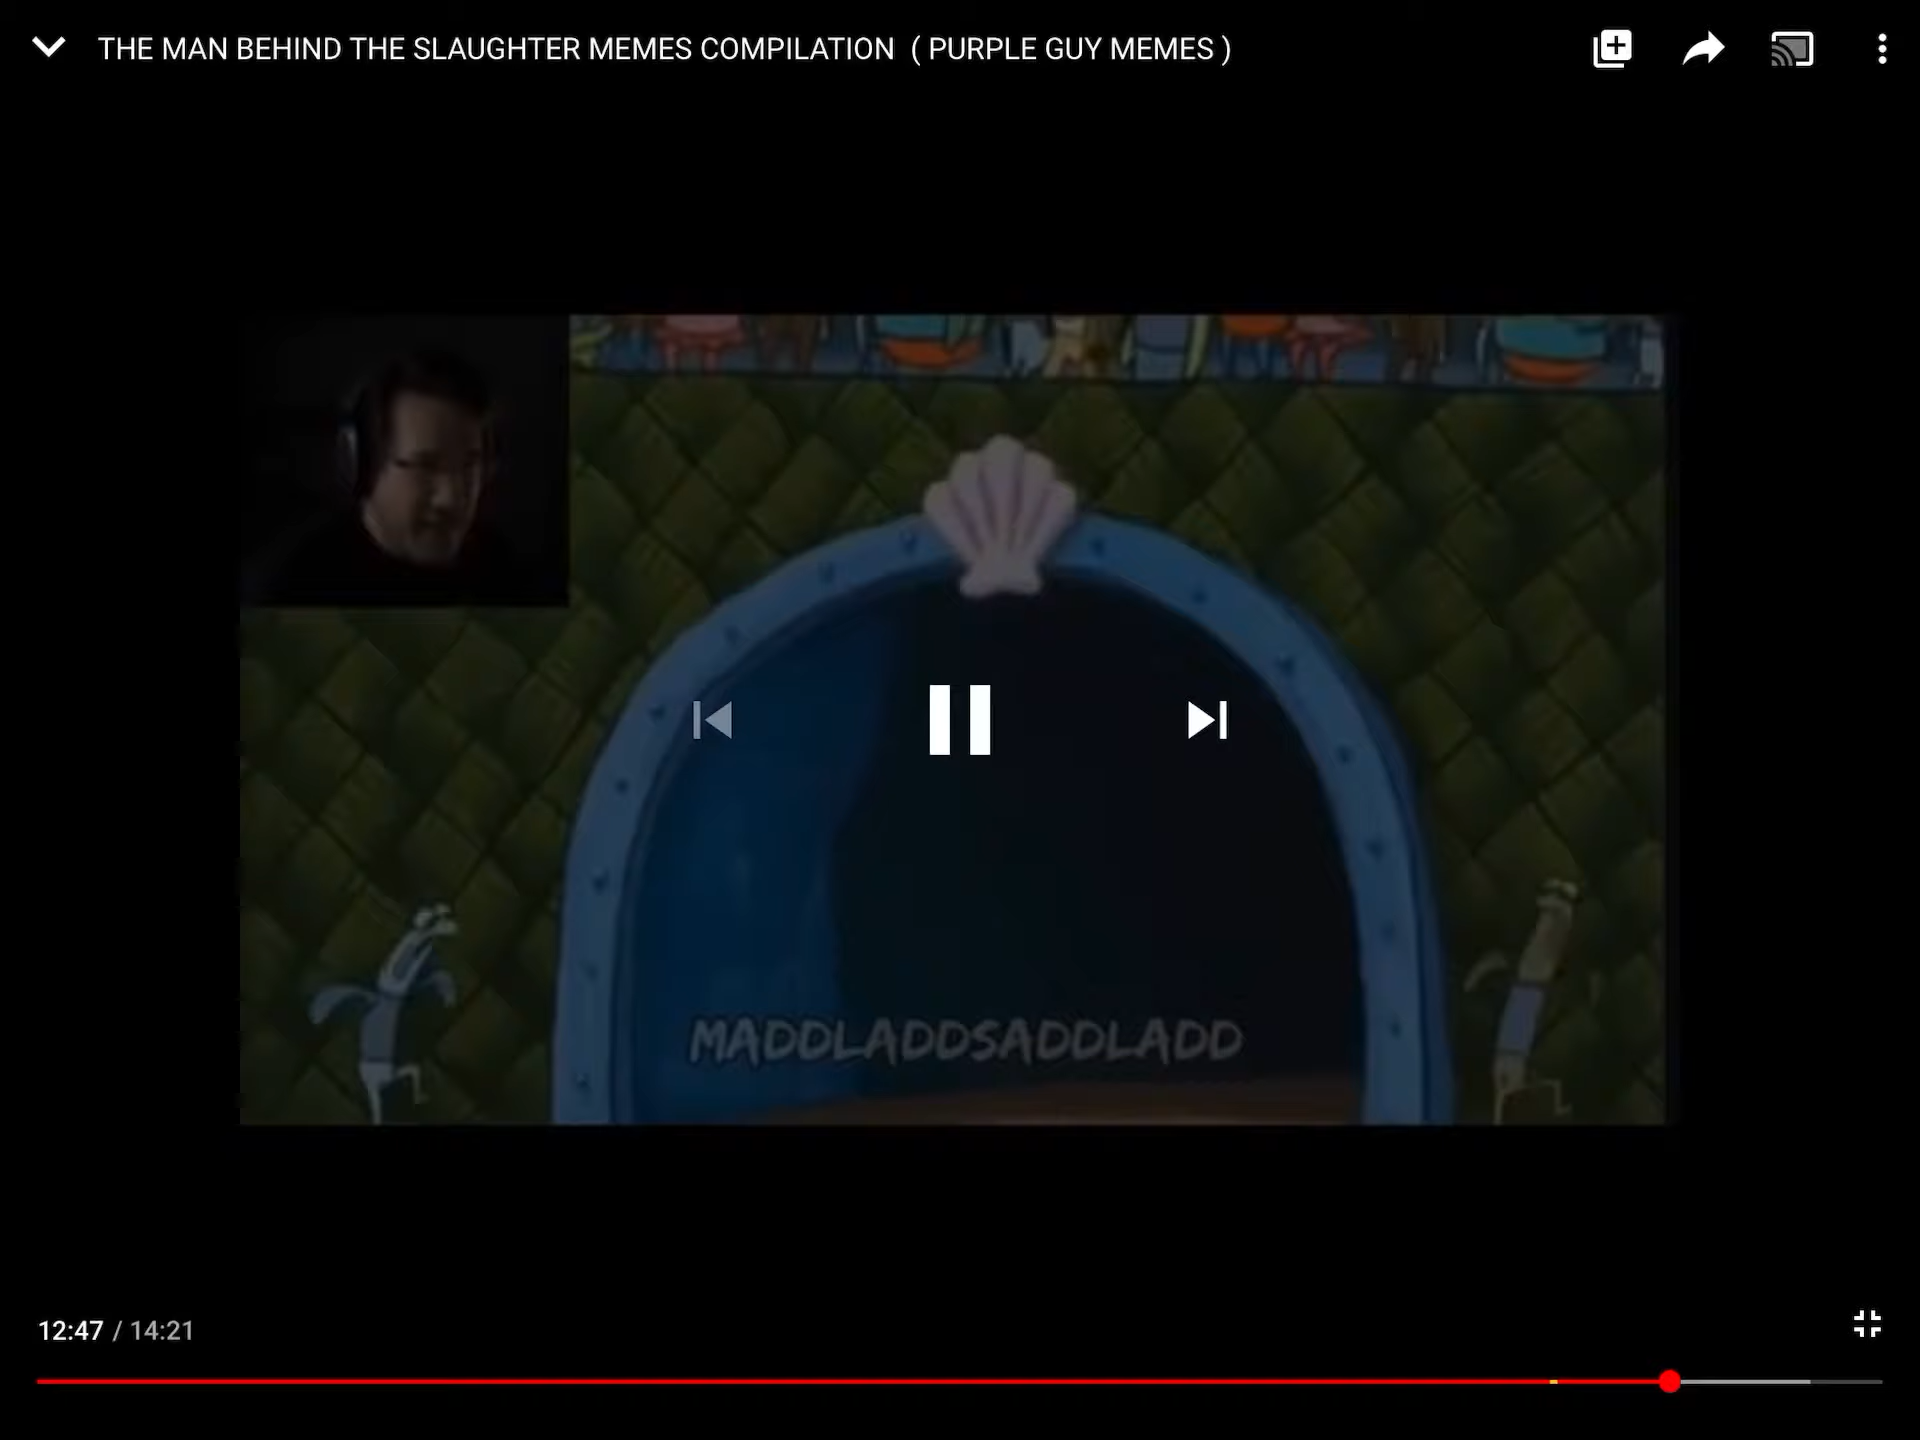 THE MAN BEHIND THE SLAUGHTER MEMES COMPILATION ( PURPLE GUY MEMES )
MADDLADDSADDLADD
12:47 / 14:21